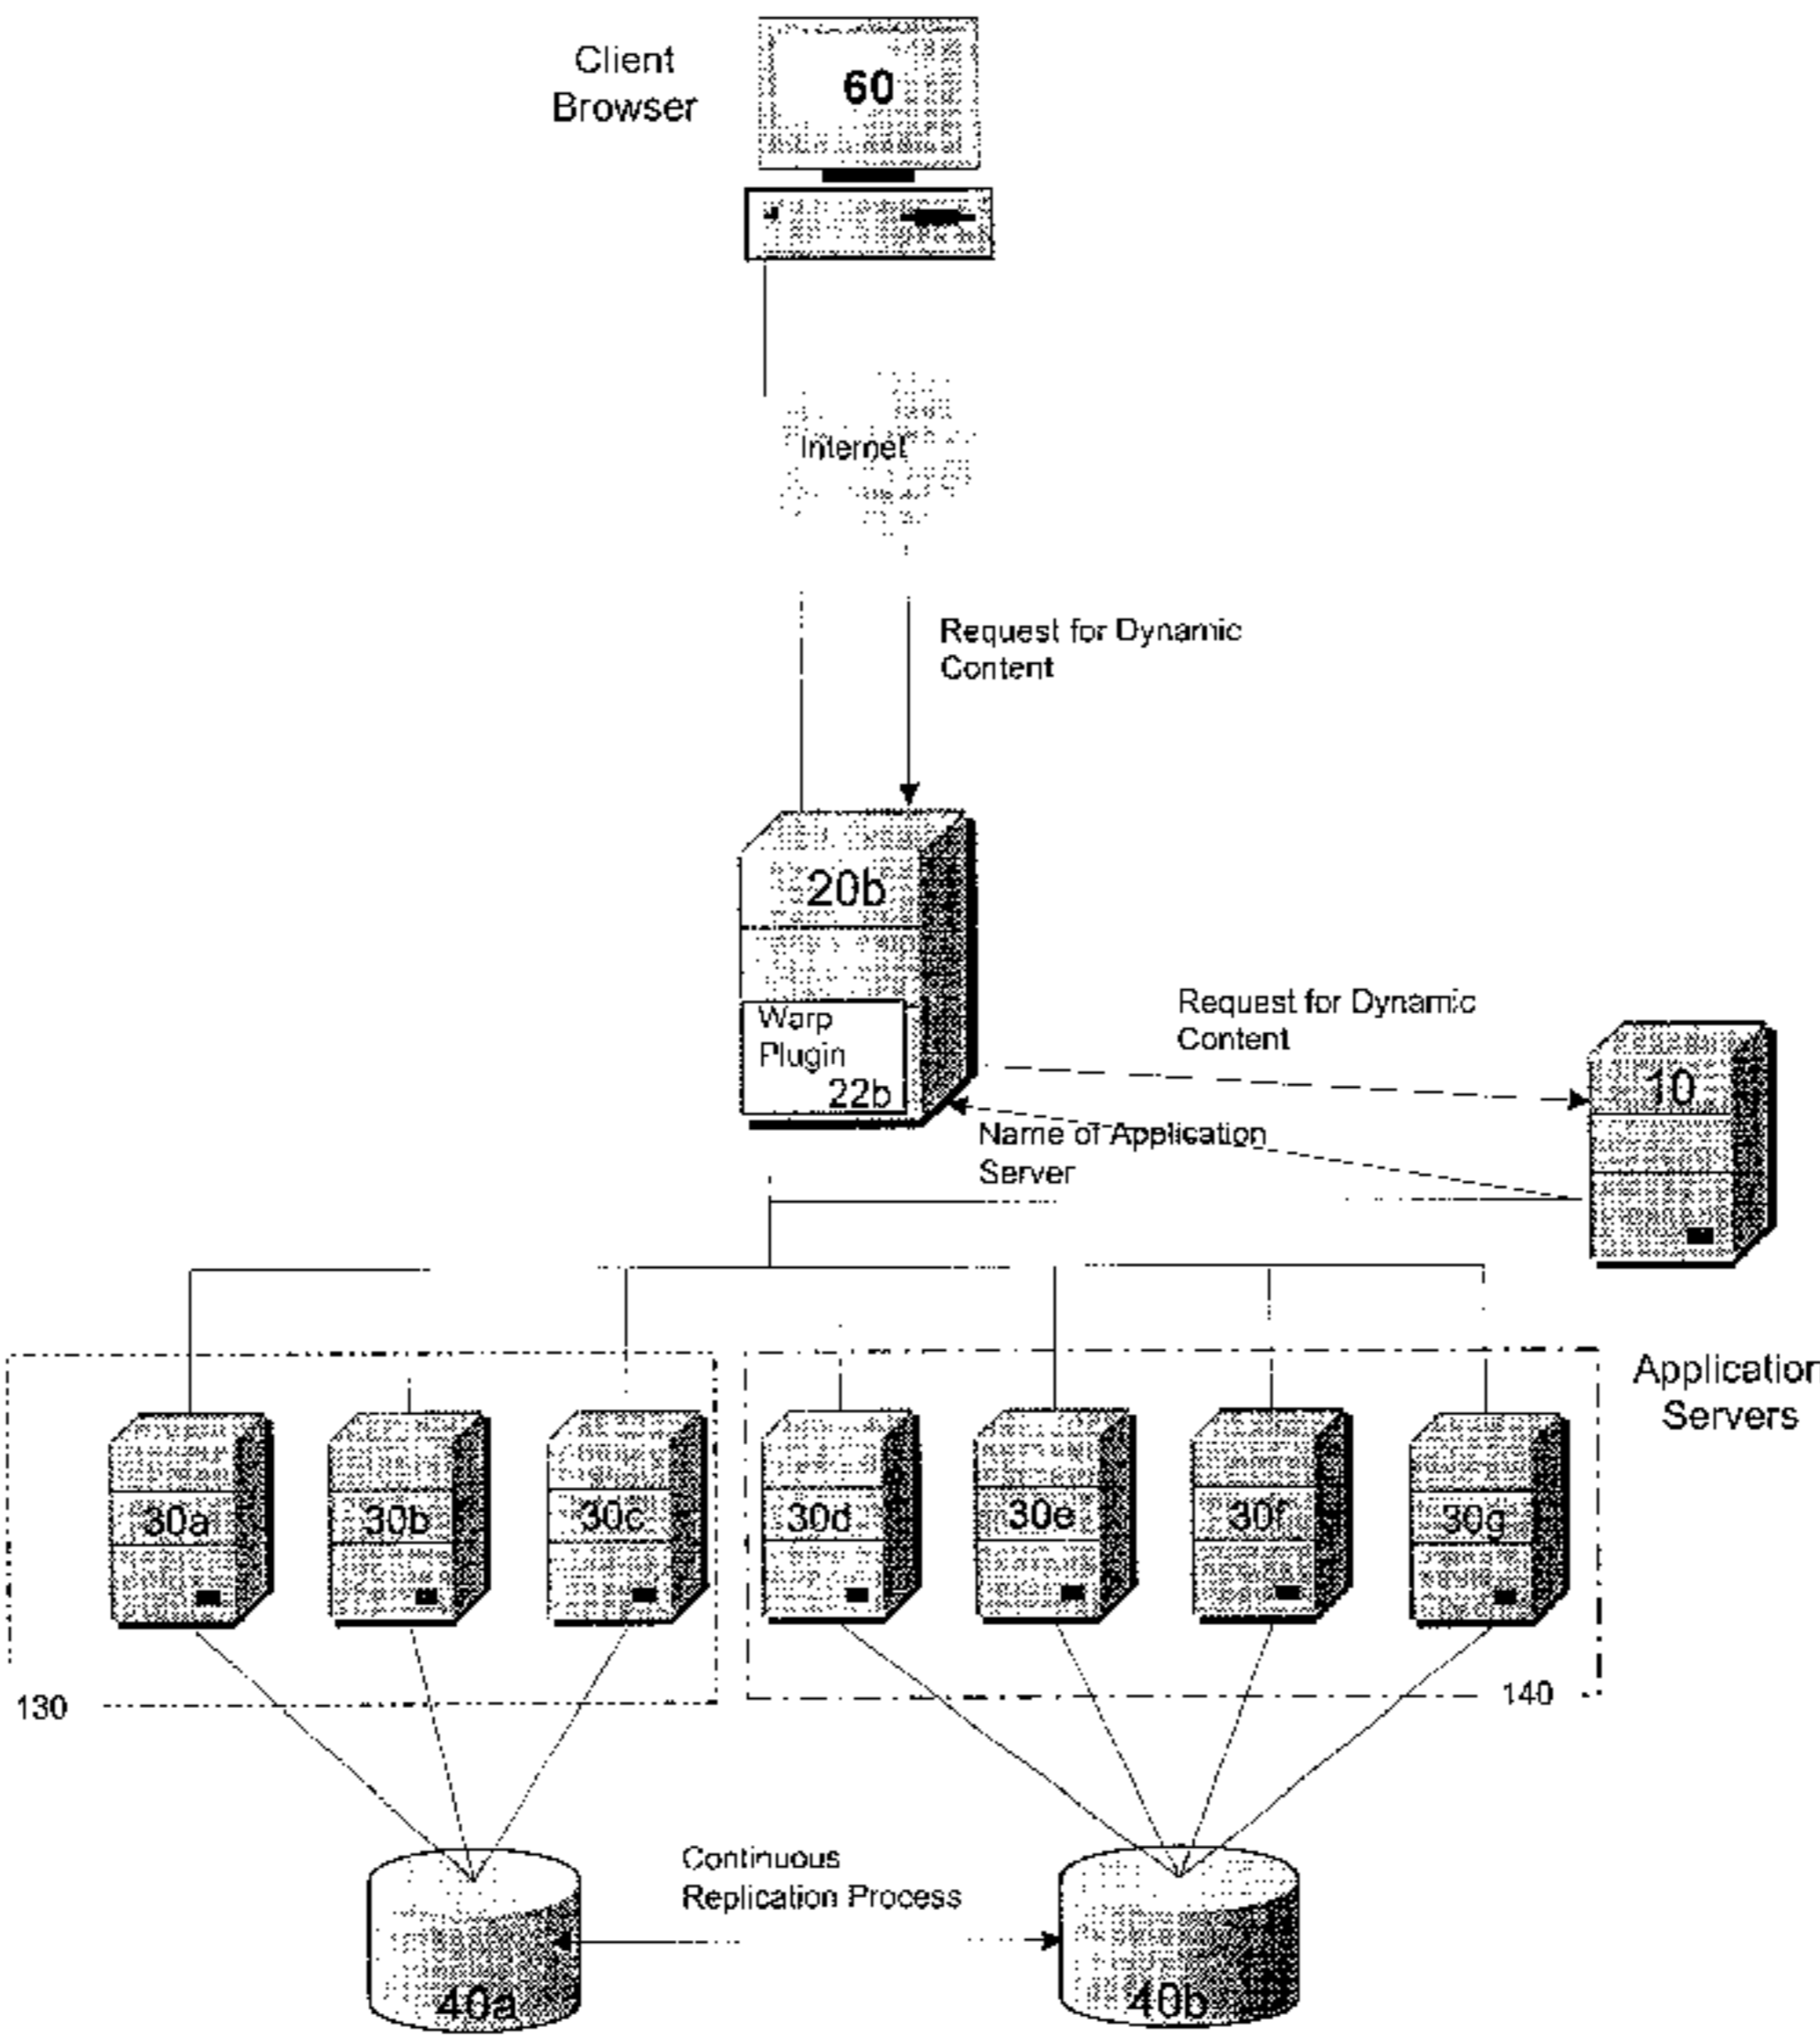 Client
Browser
60
Internet
Request for Dynamic
Content
20b
Warp
Plugin
22b
Request for Dynamic
Content
10
Name of Application
Server
Application
Servers
30a
30b
30c
30d
30e
30f
30g
130
140
Continuous
Replication Process
40a
40b